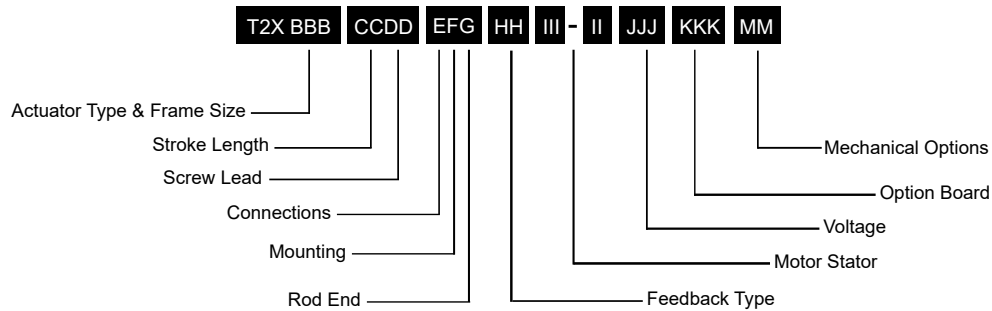 T2X BBB CCDD EFG HH III - II JJJ KKK MM
Actuator Type & Frame Size
Stroke Length
Mechanical Options
Screw Lead
Option Board
Connections
Voltage
Mounting
Motor Stator
Rod End
Feedback Type